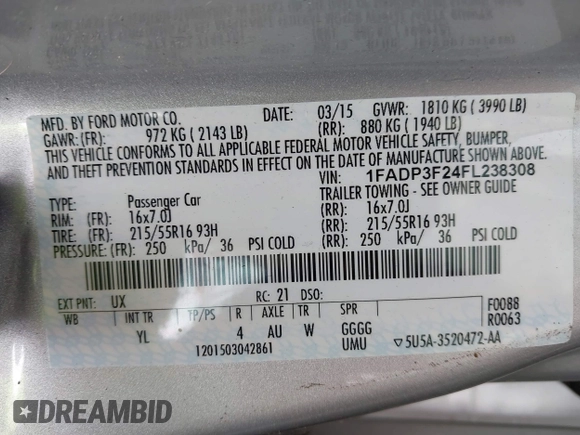 MFD. BY FORD MOTOR CO. DATE: 03/15 GVWR: 1810 KG ( 3990 LB)
GAWR: (FR): 972 KG ( 2143 LB) (RR): 880 KG ( 1940 LB)
THIS VEHICLE CONFORMS TO ALL APPLICABLE FEDERAL MOTOR VEHICLE SAFETY, BUMPER,
AND THEFT PREVENTION STANDARDS IN EFFECT ON THE DATE OF MANUFACTURE SHOWN ABOVE.
VIN: 1FADP3F24FL238308
TYPE: Passenger Car TRAILER TOWING - SEE OWNER GUIDE
RIM: (FR): 16x7.0J (RR): 16x7.0J
TIRE: (FR): 215/55R16 93H (RR): 215/55R16 93H
PRESSURE: (FR): 250 kPa/ 36 PSI COLD (RR): 250 kPa/ 36 PSI COLD
EXT PNT: UX RC: 21 DSO:
WB INT TR TP/PS R AXLE TR SPR F0088
YL 4 AU W GGGG R0063
1201503042861 UMU ▽5U5A-3520472-AA
DREAMBID